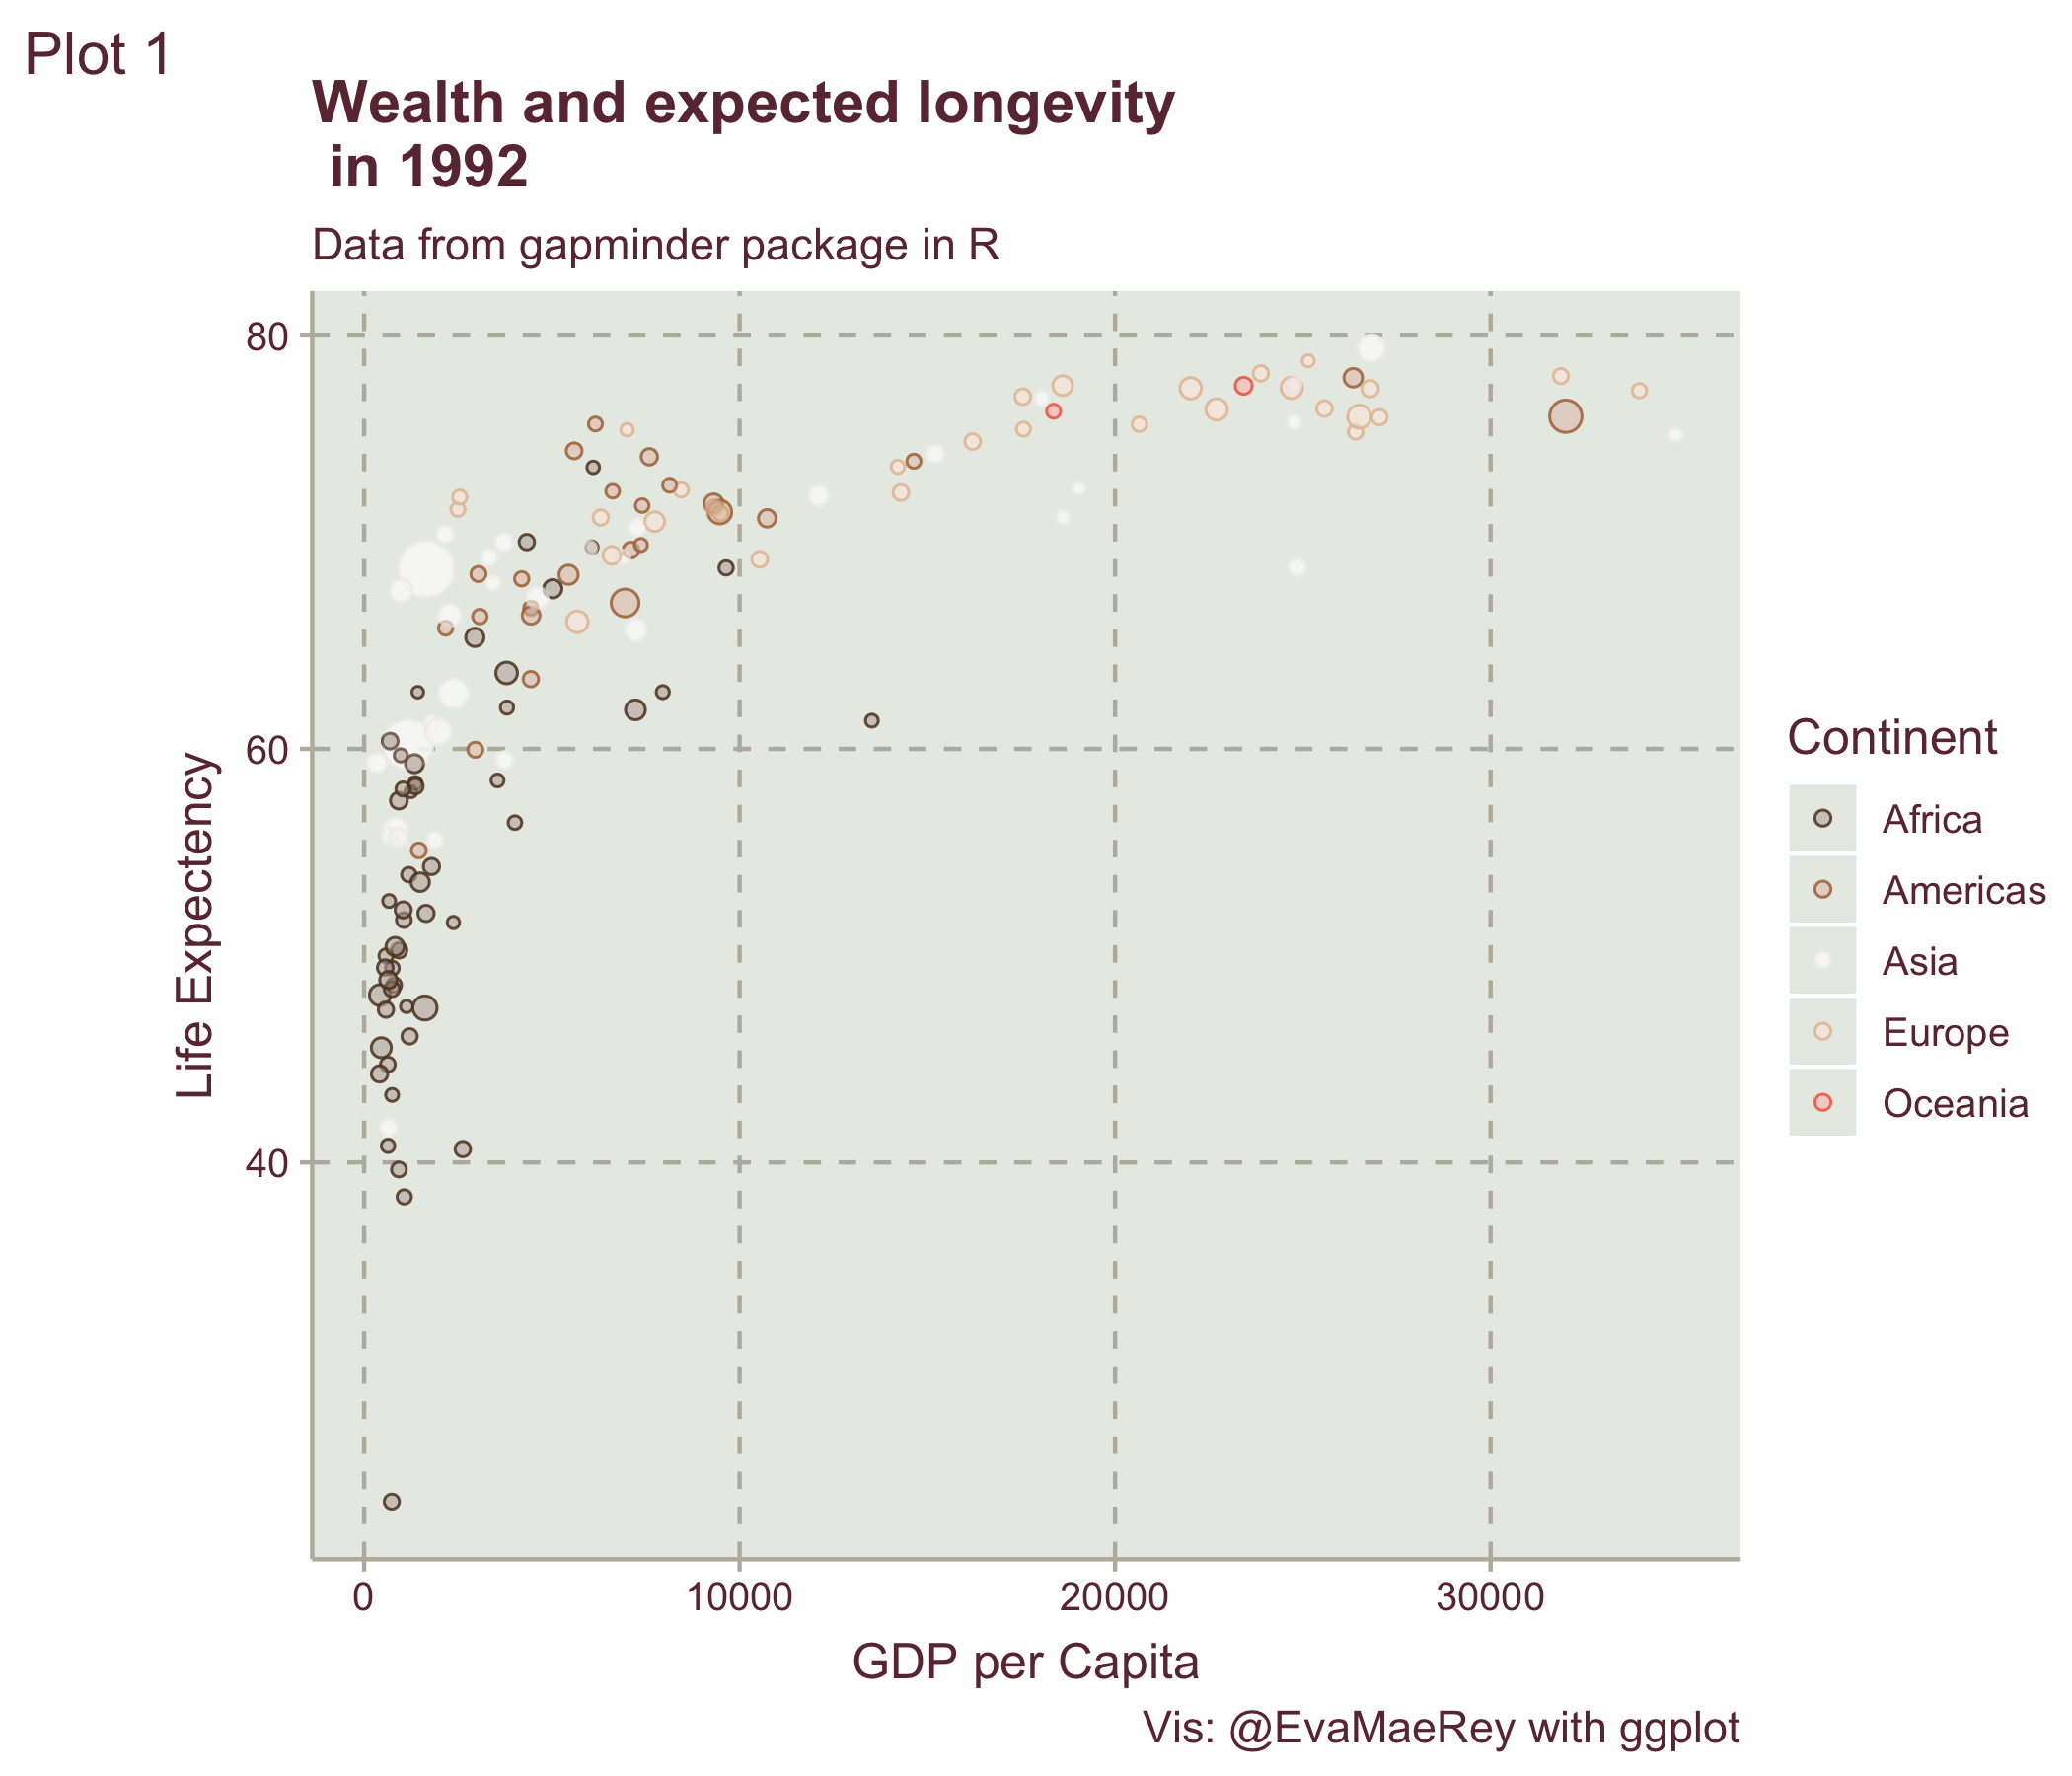 Plot 1
Wealth and expected longevity
in 1992
Data from gapminder package in R
80
60
40
Life Expectency
0
10000
20000
30000
GDP per Capita
Continent
Africa
Americas
Asia
Europe
Oceania
Vis: @EvaMaeRey with ggplot